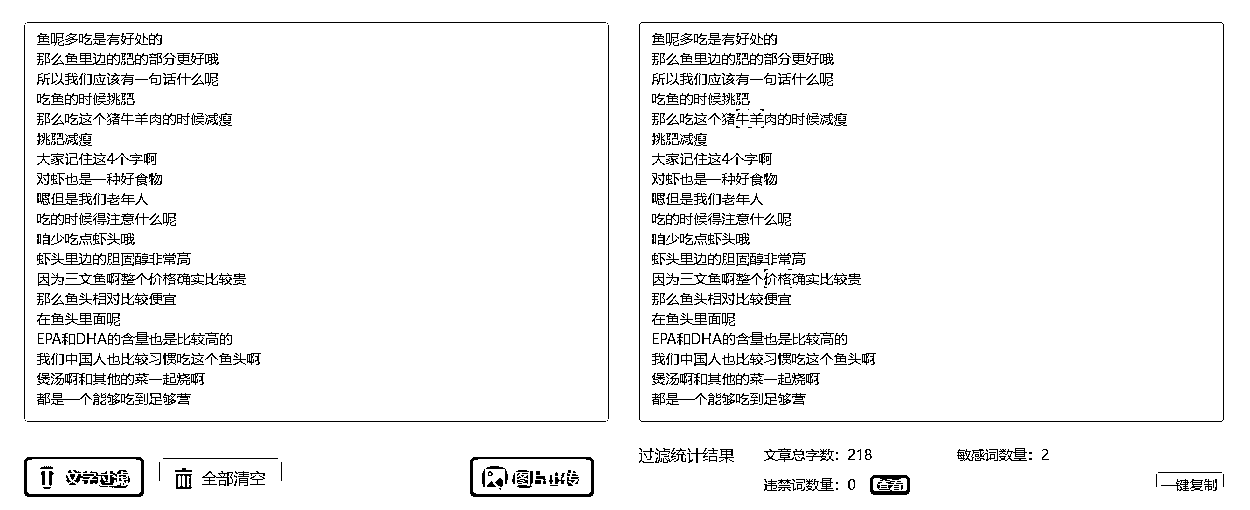 鱼呢多吃是有好处的
那么鱼里边的肥的部分更好哦
所以我们应该有一句话什么呢
吃鱼的时候挑肥
那么吃这个猪牛羊肉的时候减瘦
挑肥减瘦
大家记住这4个字啊
对虾也是一种好食物
嗯但是我们老年人
吃的时候得注意什么呢
咱少吃点虾头哦
虾头里边的胆固醇非常高
因为三文鱼啊整个价格确实比较贵
那么鱼头相对比较便宜
在鱼头里面呢
EPA和DHA的含量也是比较高的
我们中国人也比较习惯吃这个鱼头啊
煲汤啊和其他的菜一起烧啊
都是一个能够吃到足够营
鱼呢多吃是有好处的
那么鱼里边的肥的部分更好哦
所以我们应该有一句话什么呢
吃鱼的时候挑肥
那么吃这个猪牛羊肉的时候减瘦
挑肥减瘦
大家记住这4个字啊
对虾也是一种好食物
嗯但是我们老年人
吃的时候得注意什么呢
咱少吃点虾头哦
虾头里边的胆固醇非常高
因为三文鱼啊整个价格确实比较贵
那么鱼头相对比较便宜
在鱼头里面呢
EPA和DHA的含量也是比较高的
我们中国人也比较习惯吃这个鱼头啊
煲汤啊和其他的菜一起烧啊
都是一个能够吃到足够营
文字过滤
全部清空
图片上传
过滤统计结果
文章总字数：218
敏感词数量：2
违禁词数量：0
查看
一键复制